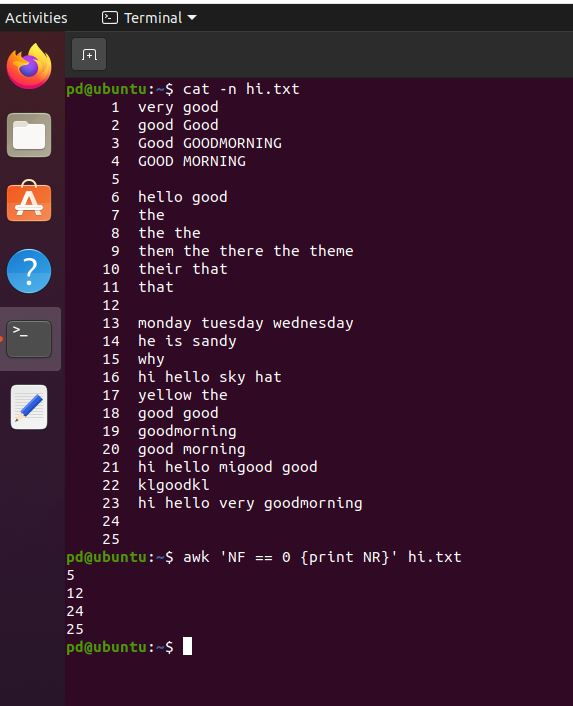 Activities Terminal
pd@ubuntu:~$ cat -n hi.txt
1 very good
2 good Good
3 Good GOODMORNING
4 GOOD MORNING
5
6 hello good
7 the
8 the the
9 them the there the theme
10 their that
11 that
12
13 monday tuesday wednesday
14 he is sandy
15 why
16 hi hello sky hat
17 yellow the
18 good good
19 goodmorning
20 good morning
21 hi hello migood good
22 klgoodkl
23 hi hello very goodmorning
24
25
pd@ubuntu:~$ awk 'NF == 0 {print NR}' hi.txt
5
12
24
25
pd@ubuntu:~$